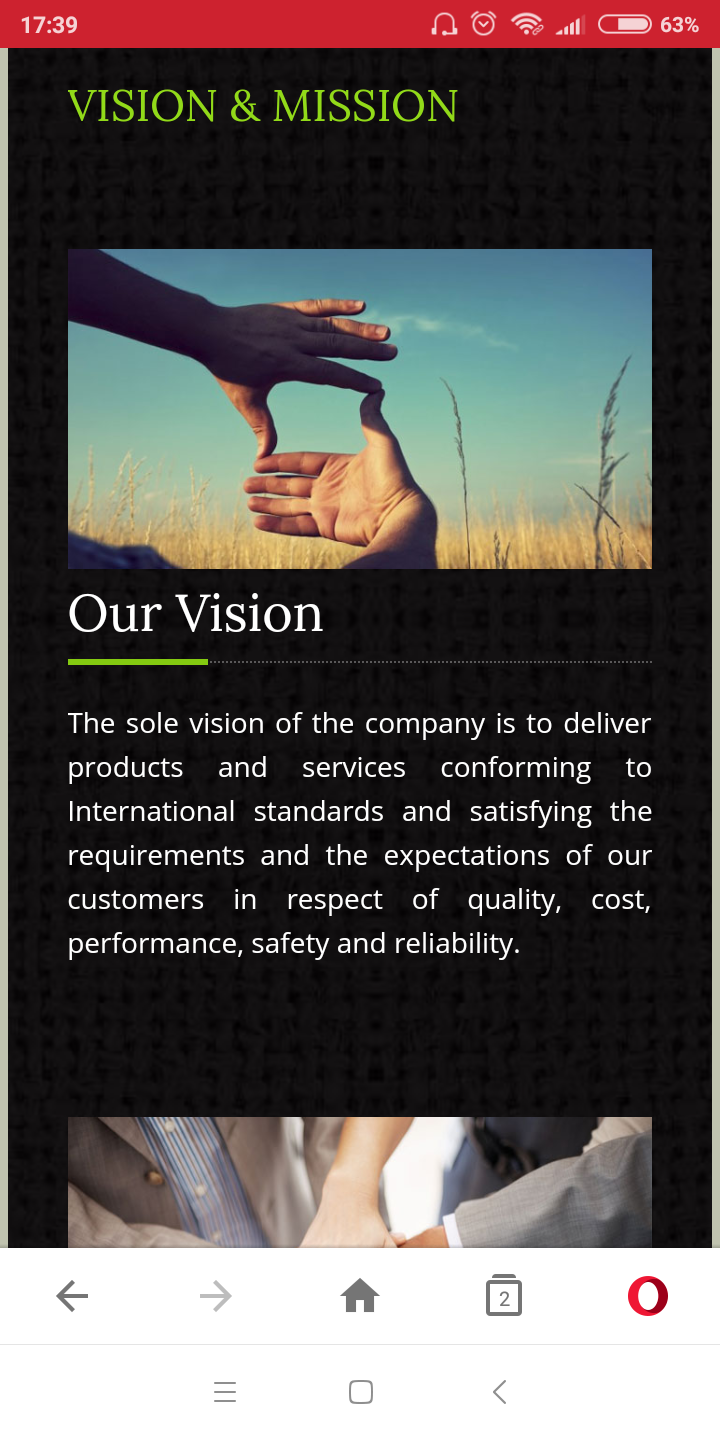 17:39
63%
VISION & MISSION
Our Vision
The sole vision of the company is to deliver
products and services conforming to
International standards and satisfying the
requirements and the expectations of our
customers in respect of quality, cost,
performance, safety and reliability.
2